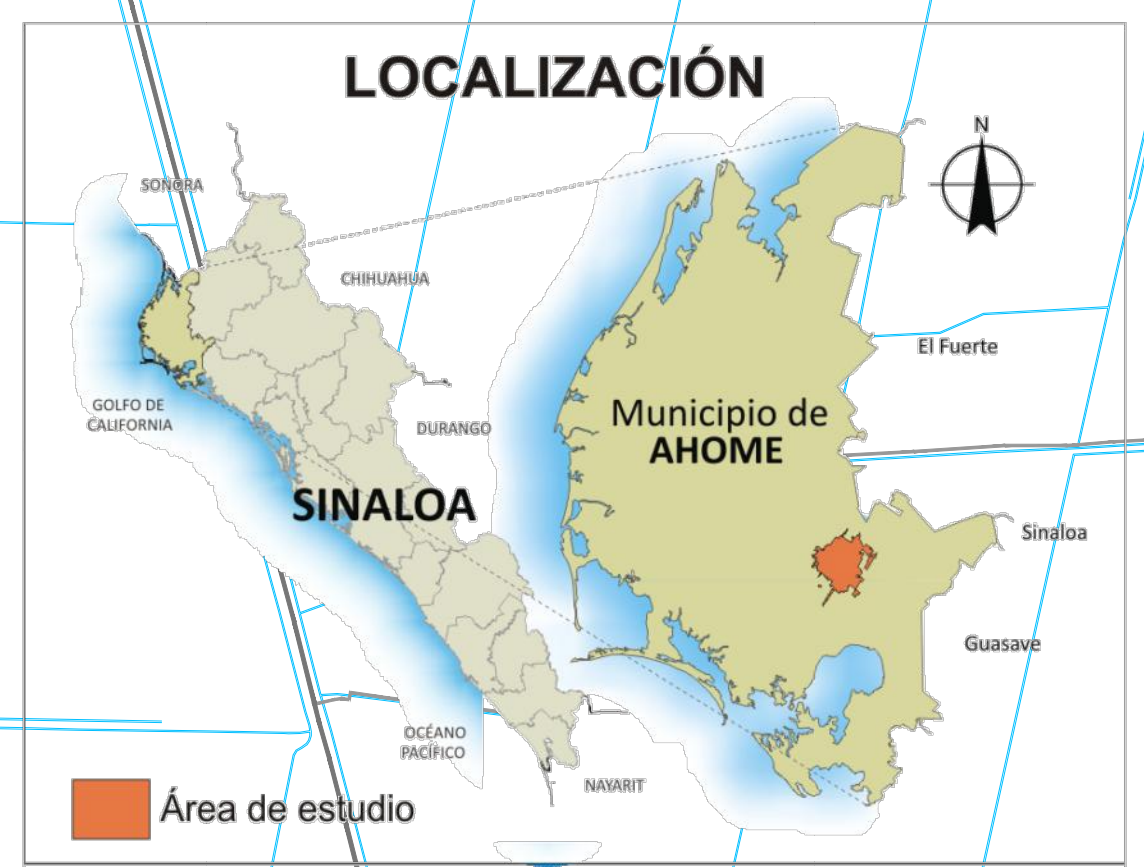 LOCALIZACIÓN
N
SONORA
CHIHUAHUA
El Fuerte
GOLFO DE
CALIFORNIA
DURANGO
Municipio de
AHOME
SINALOA
Sinaloa
Guasave
OCÉANO
PACÍFICO
NAYARIT
Área de estudio